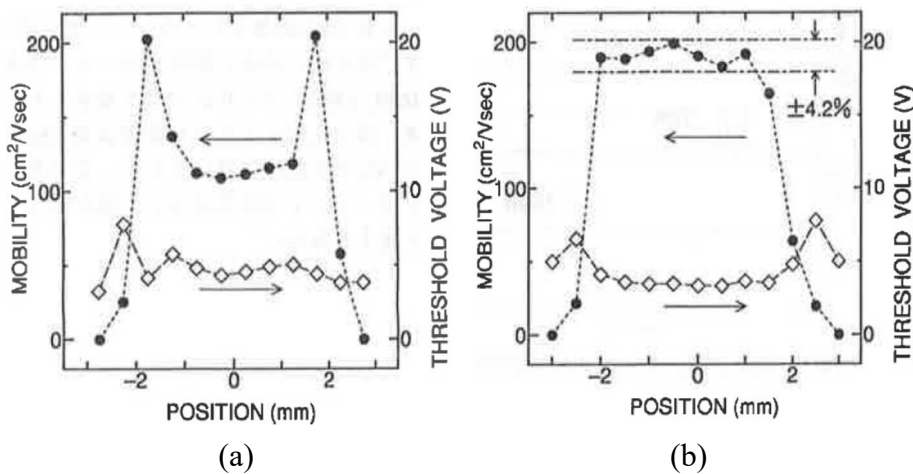 200
100
0
20
10
0
MOBILITY (cm²/Vsec)
THRESHOLD VOLTAGE (V)
−2 0 2
POSITION (mm)
(a)
200
100
0
20
10
0
±4.2%
MOBILITY (cm²/Vsec)
THRESHOLD VOLTAGE (V)
−2 0 2
POSITION (mm)
(b)